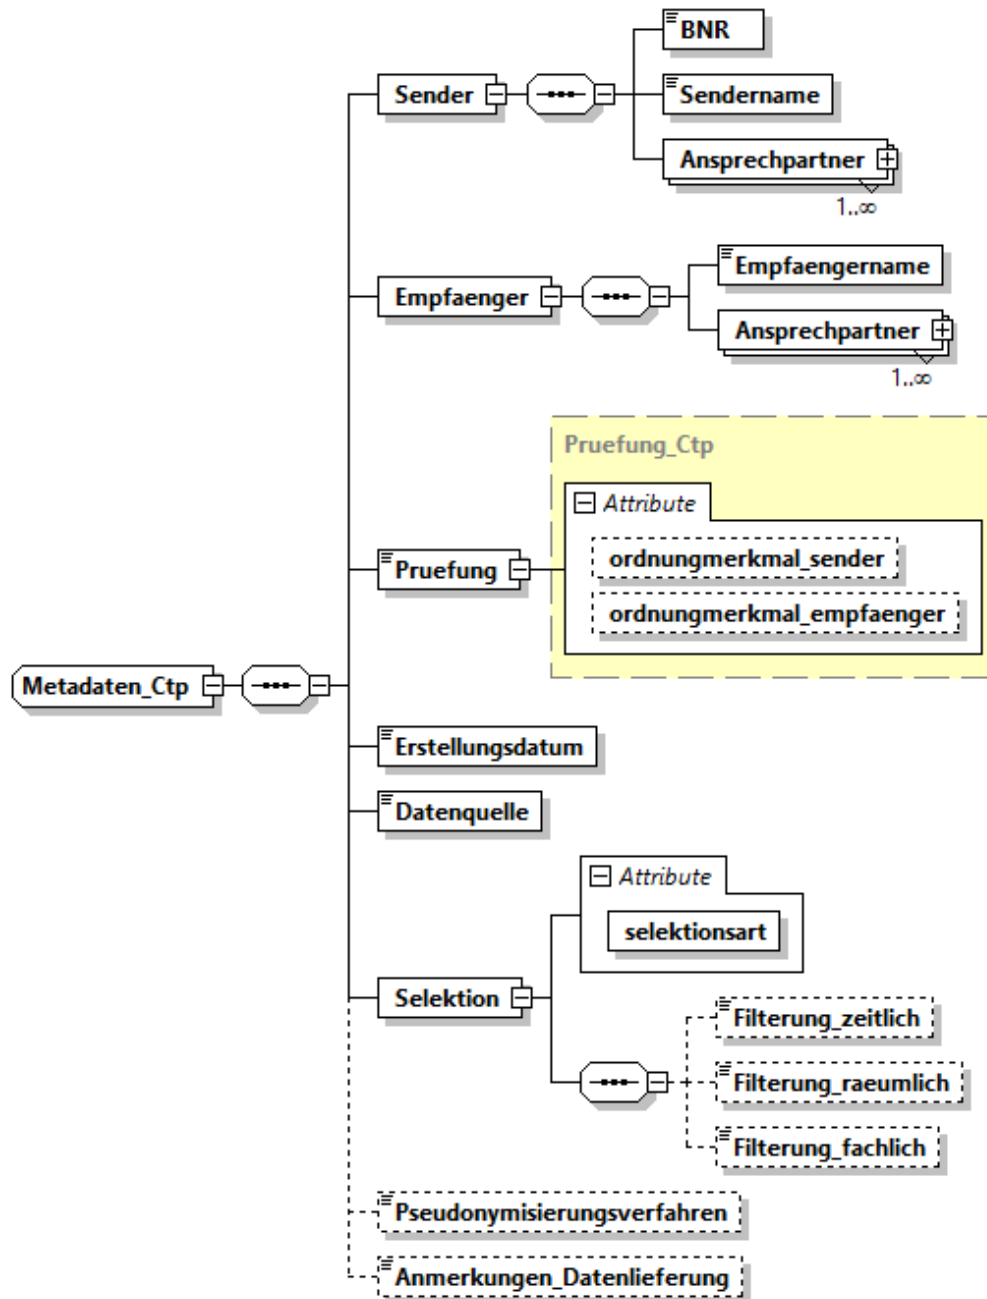 BNR
Sender
Sendername
Ansprechpartner
1..∞
Empfaengername
Empfaenger
Ansprechpartner
1..∞
Pruefung_Ctp
Attribute
Pruefung
ordnungmerkmal_sender
ordnungmerkmal_empfaenger
Metadaten_Ctp
Erstellungsdatum
Datenquelle
Attribute
selektionsart
Selektion
Filterung_zeitlich
Filterung_raeumlich
Filterung_fachlich
Pseudonymisierungsverfahren
Anmerkungen_Datenlieferung